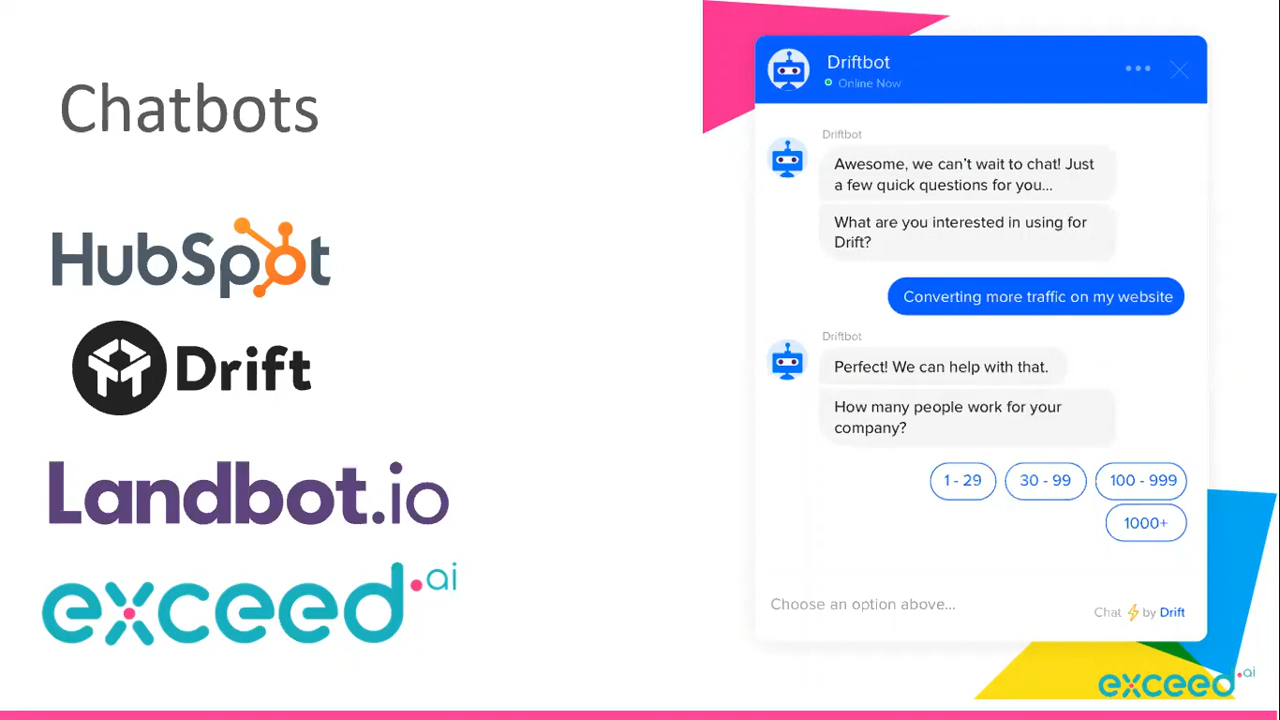 Chatbots
HubSpot
Drift
Landbot.io
exceed.ai
Driftbot
Online Now
Driftbot
Awesome, we can't wait to chat! Just
a few quick questions for you...
What are you interested in using for
Drift?
Converting more traffic on my website
Driftbot
Perfect! We can help with that.
How many people work for your
company?
1 - 29 30 - 99 100 - 999
1000+
Choose an option above...
Chat by Drift
exceed.ai